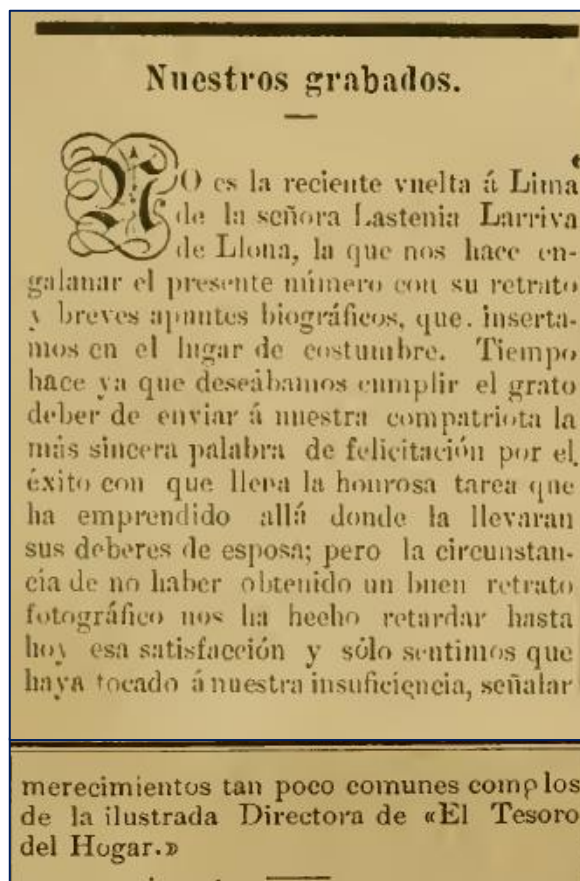 Nuestros grabados.
NO es la reciente vuelta á Lima
de la señora Lastenia Larriva
de Llona, la que nos hace en-
galanar el presente número con su retrato
y breves apuntes biográficos, que. inserta-
mos en el lugar de costumbre. Tiempo
hace ya que deseábamos cumplir el grato
deber de enviar á nuestra compatriota la
más sincera palabra de felicitación por el
éxito con que llena la honrosa tarea que
ha emprendido allá donde la llevaran
sus deberes de esposa; pero la circunstan-
cia de no haber obtenido un buen retrato
fotográfico nos ha hecho retardar hasta
hoy esa satisfacción y sólo sentimos que
haya tocado á nuestra insuficiencia, señalar
merecimientos tan poco comunes como los
de la ilustrada Directora de «El Tesoro
del Hogar.»